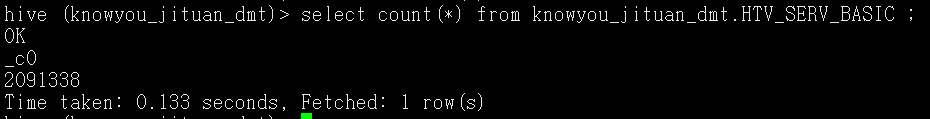 hive (knowyou_jituan_dmt)> select count(*) from knowyou_jituan_dmt.HTV_SERV_BASIC ;
OK
_c0
2091338
Time taken: 0.133 seconds, Fetched: 1 row(s)